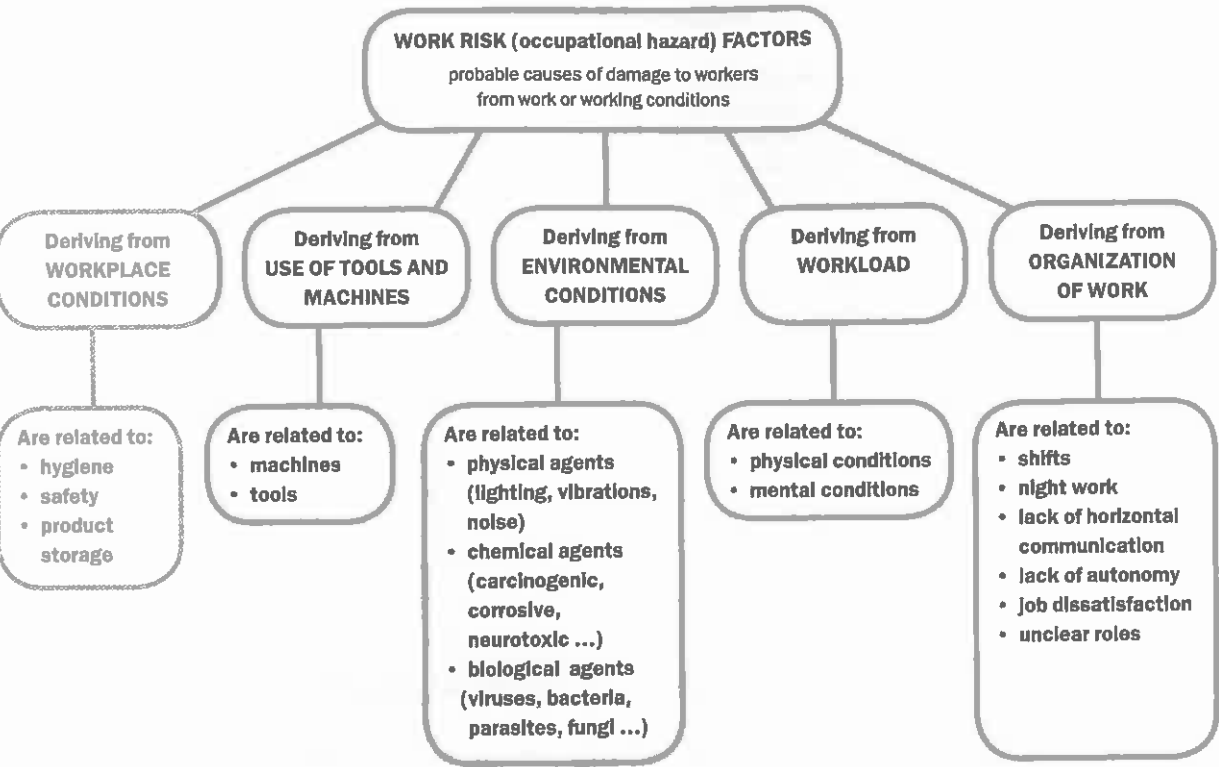 WORK RISK (occupational hazard) FACTORS
probable causes of damage to workers
from work or working conditions
Deriving from
WORKPLACE
CONDITIONS
Deriving from
USE OF TOOLS AND
MACHINES
Deriving from
ENVIRONMENTAL
CONDITIONS
Deriving from
WORKLOAD
Deriving from
ORGANIZATION
OF WORK
Are related to:
• hygiene
• safety
• product
storage
Are related to:
• machines
• tools
Are related to:
• physical agents
(lighting, vibrations,
noise)
• chemical agents
(carcinogenic,
corrosive,
neurotoxic ...)
• biological agents
(viruses, bacteria,
parasites, fungi ...)
Are related to:
• physical conditions
• mental conditions
Are related to:
• shifts
• night work
• lack of horizontal
communication
• lack of autonomy
• job dissatisfaction
• unclear roles